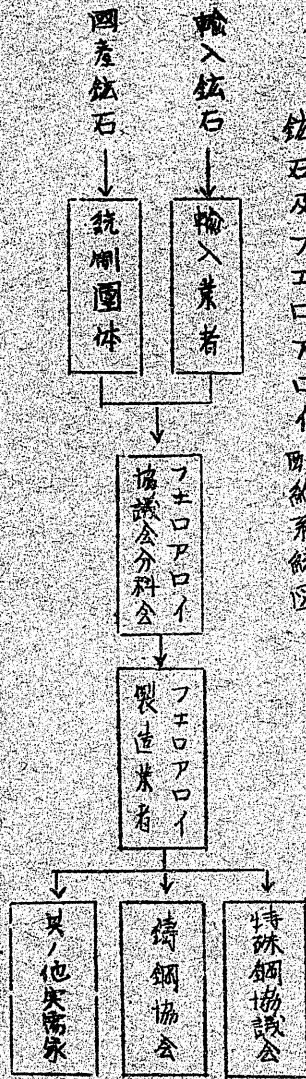 鉱石及フエロアロイ配給系統図
輸入鉱石
輸入業者
國産鉱石
統制團体
フエロアロイ
協議会分科会
フエロアロイ
製造業者
特殊鋼協議会
鋳鋼協会
其ノ他実需家